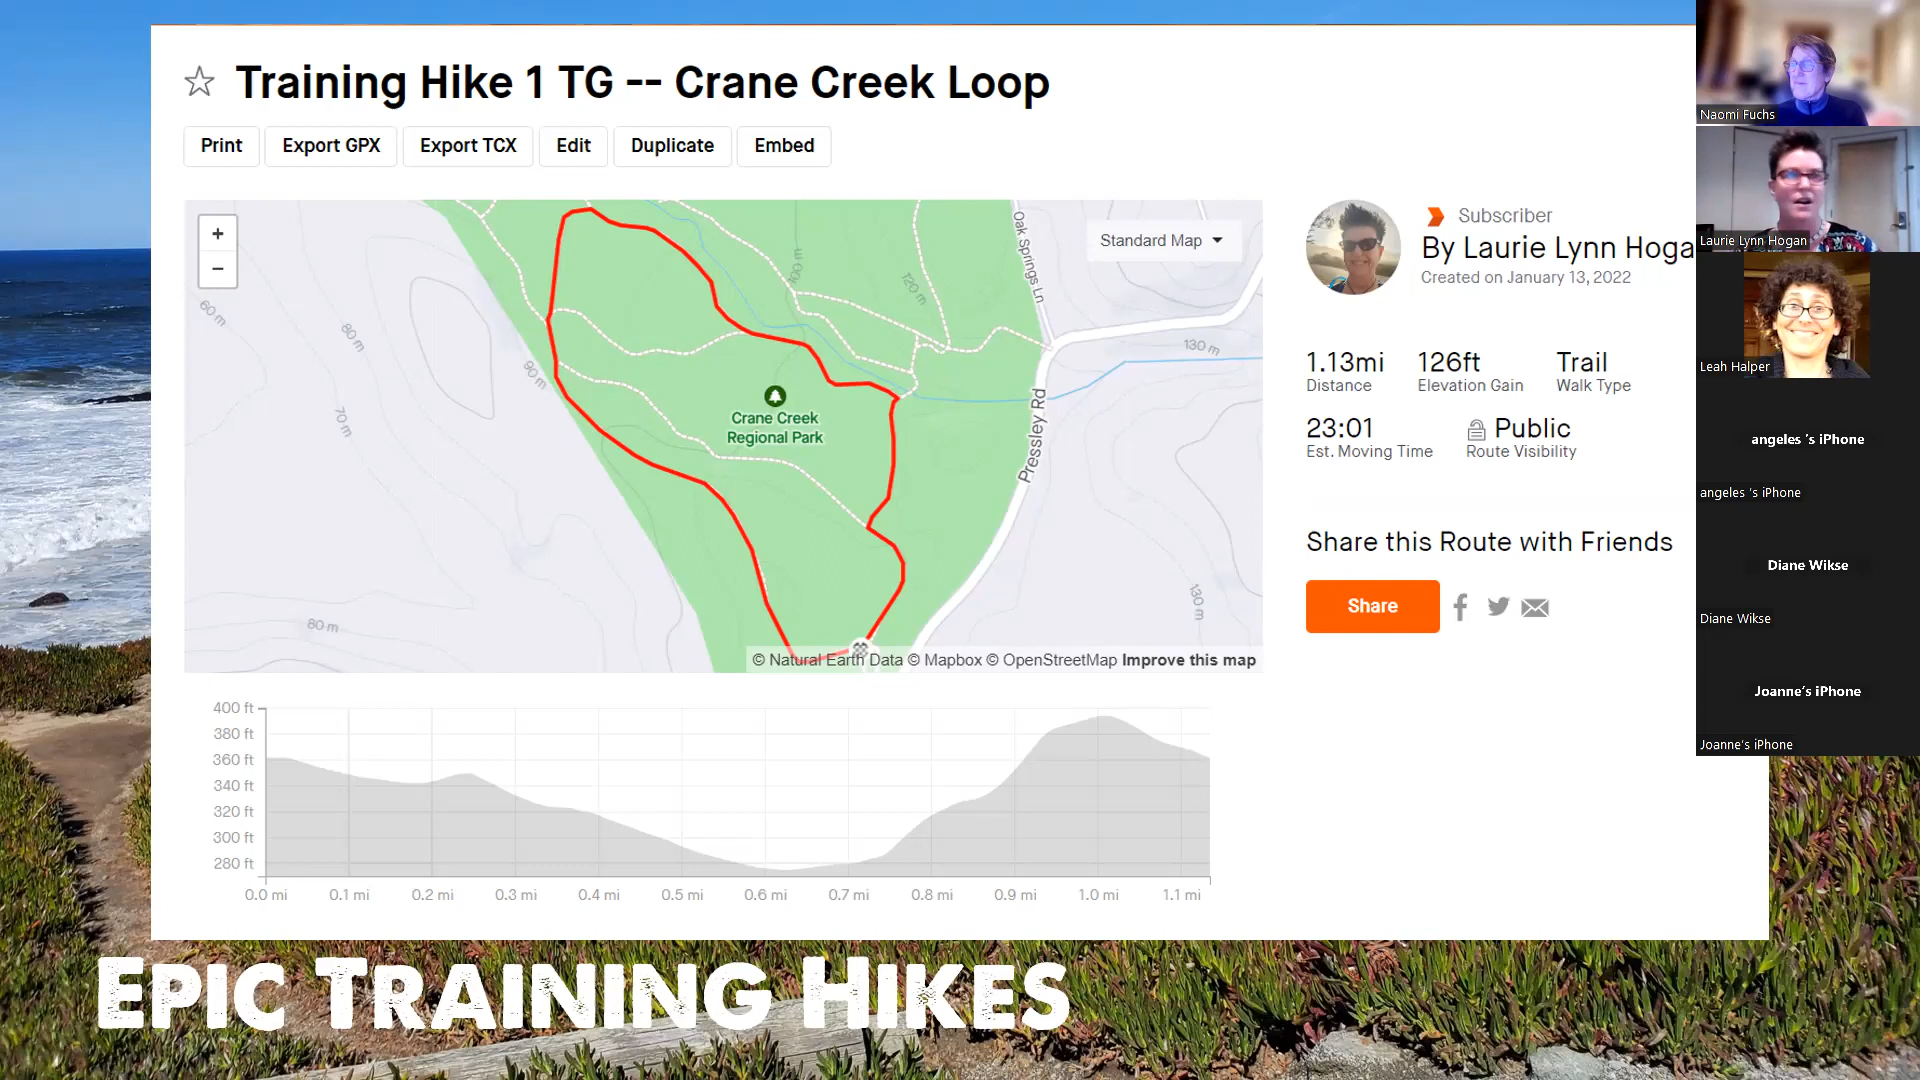 Training Hike 1 TG -- Crane Creek Loop
Print Export GPX Export TCX Edit Duplicate Embed
+
−
Standard Map
Oak Springs Ln
100 m
120 m
60 m
80 m
90 m
70 m
130 m
Crane Creek
Regional Park
Pressley Rd
130 m
80 m
© Natural Earth Data © Mapbox © OpenStreetMap Improve this map
Subscriber
By Laurie Lynn Hoga
Created on January 13, 2022
1.13mi 126ft Trail
Distance Elevation Gain Walk Type
23:01 Public
Est. Moving Time Route Visibility
Share this Route with Friends
Share
400 ft
380 ft
360 ft
340 ft
320 ft
300 ft
280 ft
0.0 mi 0.1 mi 0.2 mi 0.3 mi 0.4 mi 0.5 mi 0.6 mi 0.7 mi 0.8 mi 0.9 mi 1.0 mi 1.1 mi
Epic Training Hikes
Naomi Fuchs
Laurie Lynn Hogan
Leah Halper
angeles 's iPhone
angeles 's iPhone
Diane Wikse
Diane Wikse
Joanne's iPhone
Joanne's iPhone